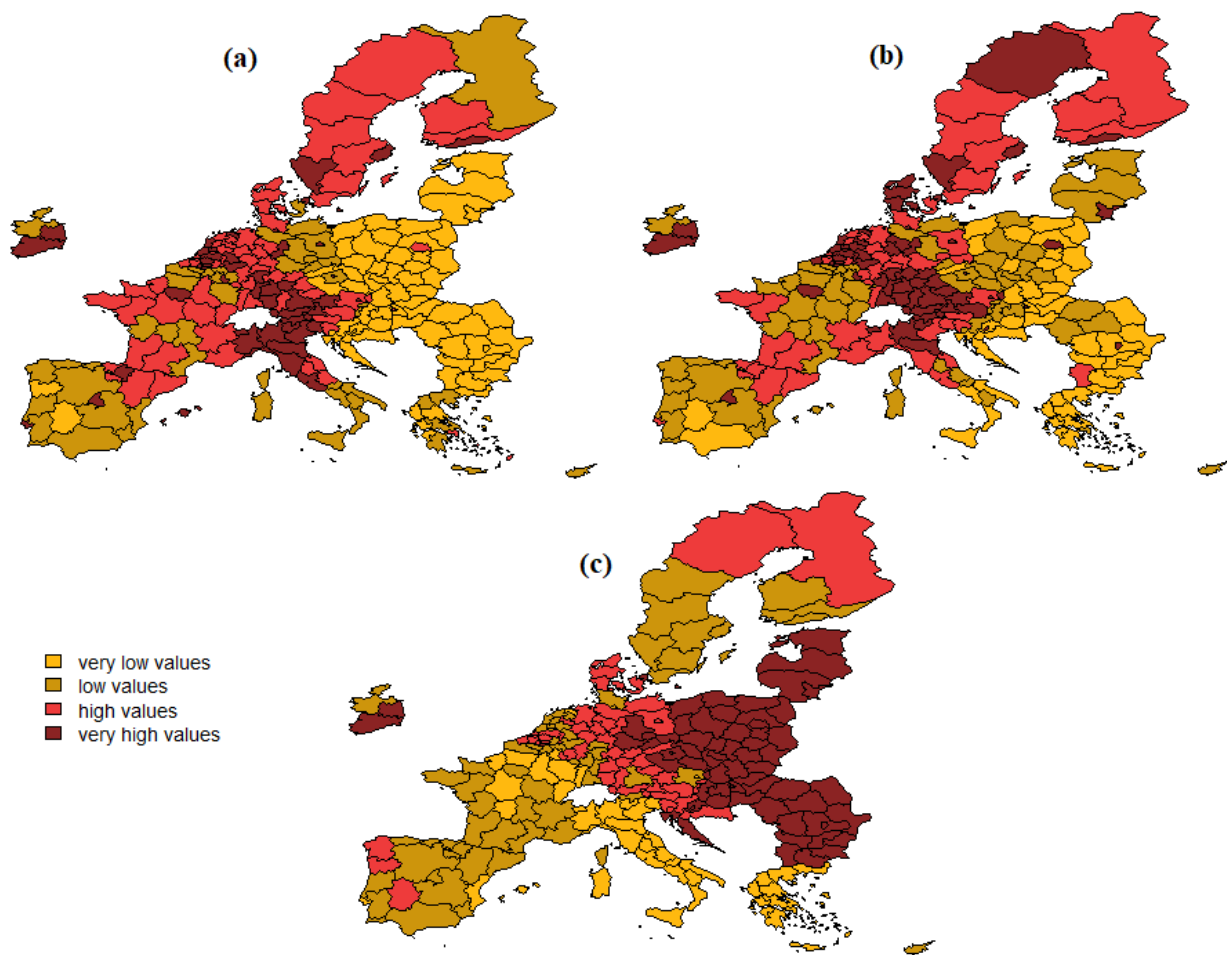 (a)
(b)
(c)
very low values
low values
high values
very high values